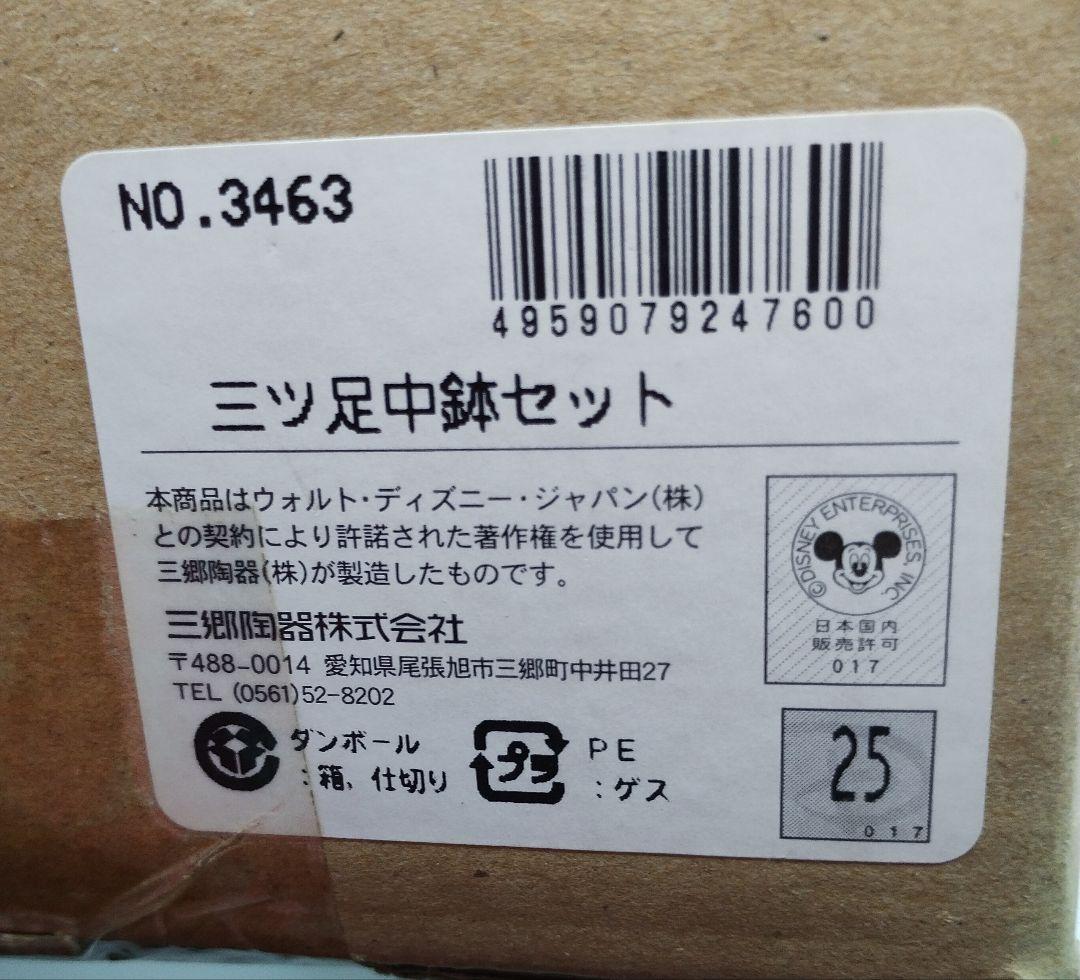 NO.3463
4959079247600
三ツ足中鉢セット
本商品はウォルト・ディズニー・ジャパン(株)
との契約により許諾された著作権を使用して
三郷陶器(株)が製造したものです。
三郷陶器株式会社
〒488-0014 愛知県尾張旭市三郷町中井田27
TEL (0561)52-8202
ダンボール
:箱、仕切り
プラ
PE
:ゲス
©DISNEY ENTERPRISES, INC.
日本国内
販売許可
017
25
017